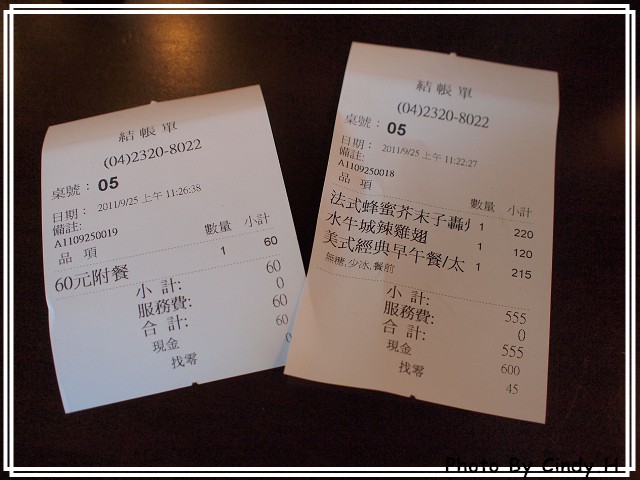 結帳單
(04)2320-8022
桌號： 05
日期： 2011/9/25 上午 11:26:38
備註:
A1109250019
品 項 數量 小計
60元附餐 1 60
小 計: 60
服務費: 0
合 計: 60
現金 60
找零 0
結帳單
(04)2320-8022
桌號： 05
日期： 2011/9/25 上午 11:22:27
備註:
A1109250018
品 項 數量 小計
法式蜂蜜芥末子 1 220
水牛城辣雞翅 1 120
美式經典早午餐/太 1 215
無糖,少冰,餐前
小 計: 555
服務費: 0
合 計: 555
現金 600
找零 45
Photo By Cindy